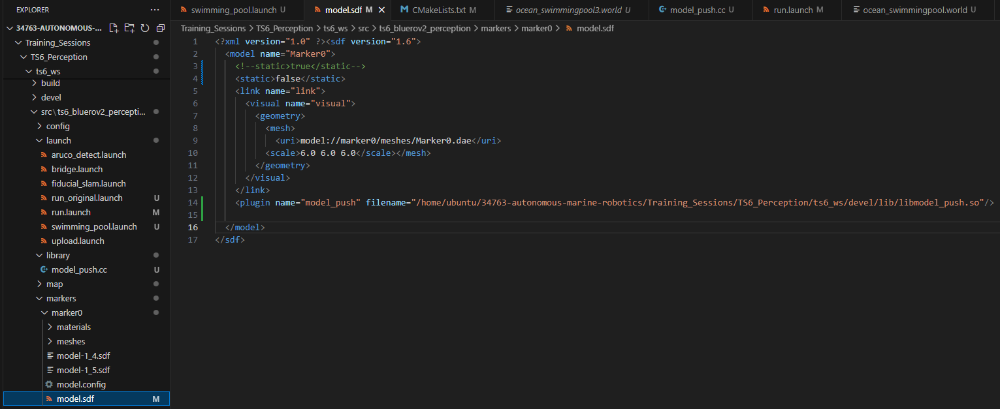 EXPLORER
34763-AUTONOMOUS-...
Training_Sessions
TS6_Perception
ts6_ws
build
devel
src\ts6_bluerov2_percepti...
config
launch
aruco_detect.launch
bridge.launch
fiducial_slam.launch
run_original.launch U
run.launch M
swimming_pool.launch U
upload.launch
library
model_push.cc U
map
markers
marker0
materials
meshes
model-1_4.sdf
model-1_5.sdf
model.config
model.sdf M
swimming_pool.launch U model.sdf M CMakeLists.txt M ocean_swimmingpool3.world U model_push.cc U run.launch M ocean_swimmingpool.world U
Training_Sessions > TS6_Perception > ts6_ws > src > ts6_bluerov2_perception > markers > marker0 > model.sdf
1 <?xml version="1.0" ?><sdf version="1.6">
2 <model name="Marker0">
3 <!--static>true</static-->
4 <static>false</static>
5 <link name="link">
6 <visual name="visual">
7 <geometry>
8 <mesh>
9 <uri>model://marker0/meshes/Marker0.dae</uri>
10 <scale>6.0 6.0 6.0</scale></mesh>
11 </geometry>
12 </visual>
13 </link>
14 <plugin name="model_push" filename="/home/ubuntu/34763-autonomous-marine-robotics/Training_Sessions/TS6_Perception/ts6_ws/devel/lib/libmodel_push.so"/>
15
16 </model>
17 </sdf>